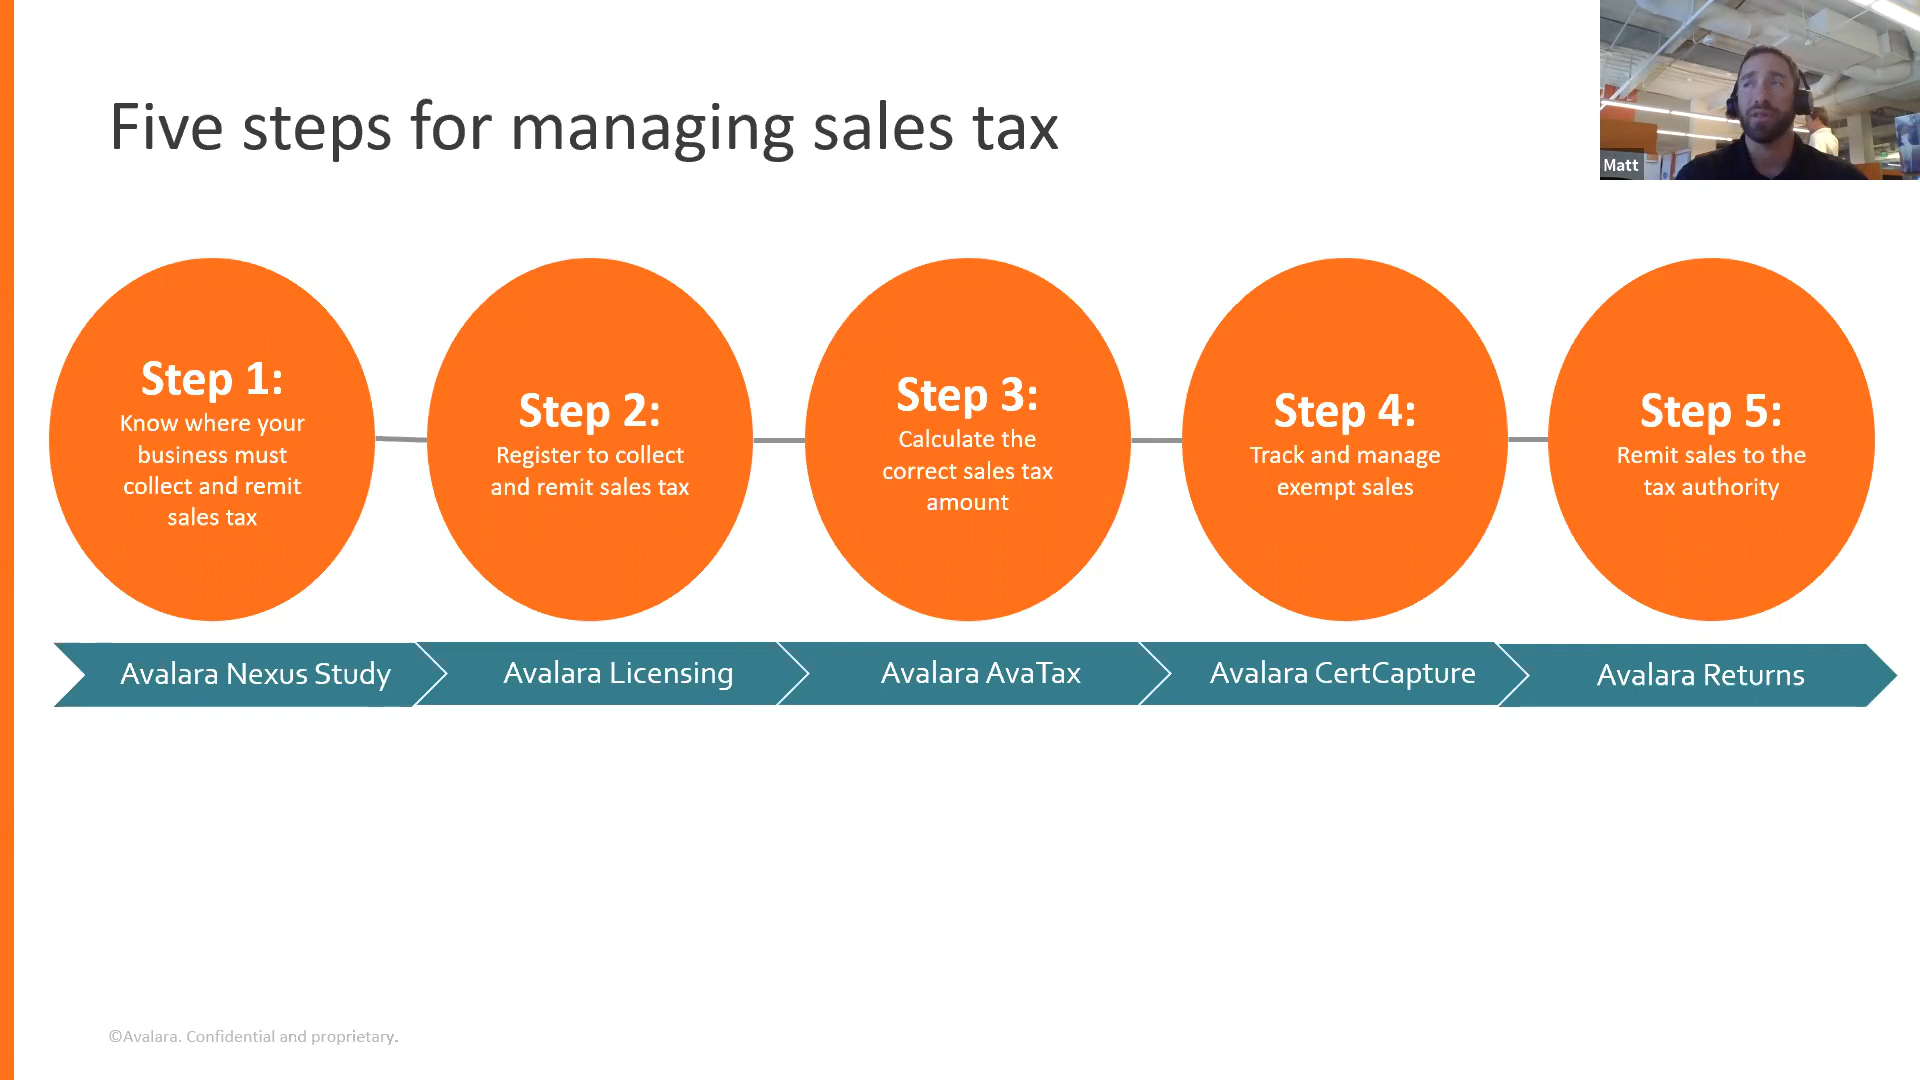 Five steps for managing sales tax
Matt
Step 1:
Know where your
business must
collect and remit
sales tax
Step 2:
Register to collect
and remit sales tax
Step 3:
Calculate the
correct sales tax
amount
Step 4:
Track and manage
exempt sales
Step 5:
Remit sales to the
tax authority
Avalara Nexus Study
Avalara Licensing
Avalara AvaTax
Avalara CertCapture
Avalara Returns
©Avalara. Confidential and proprietary.